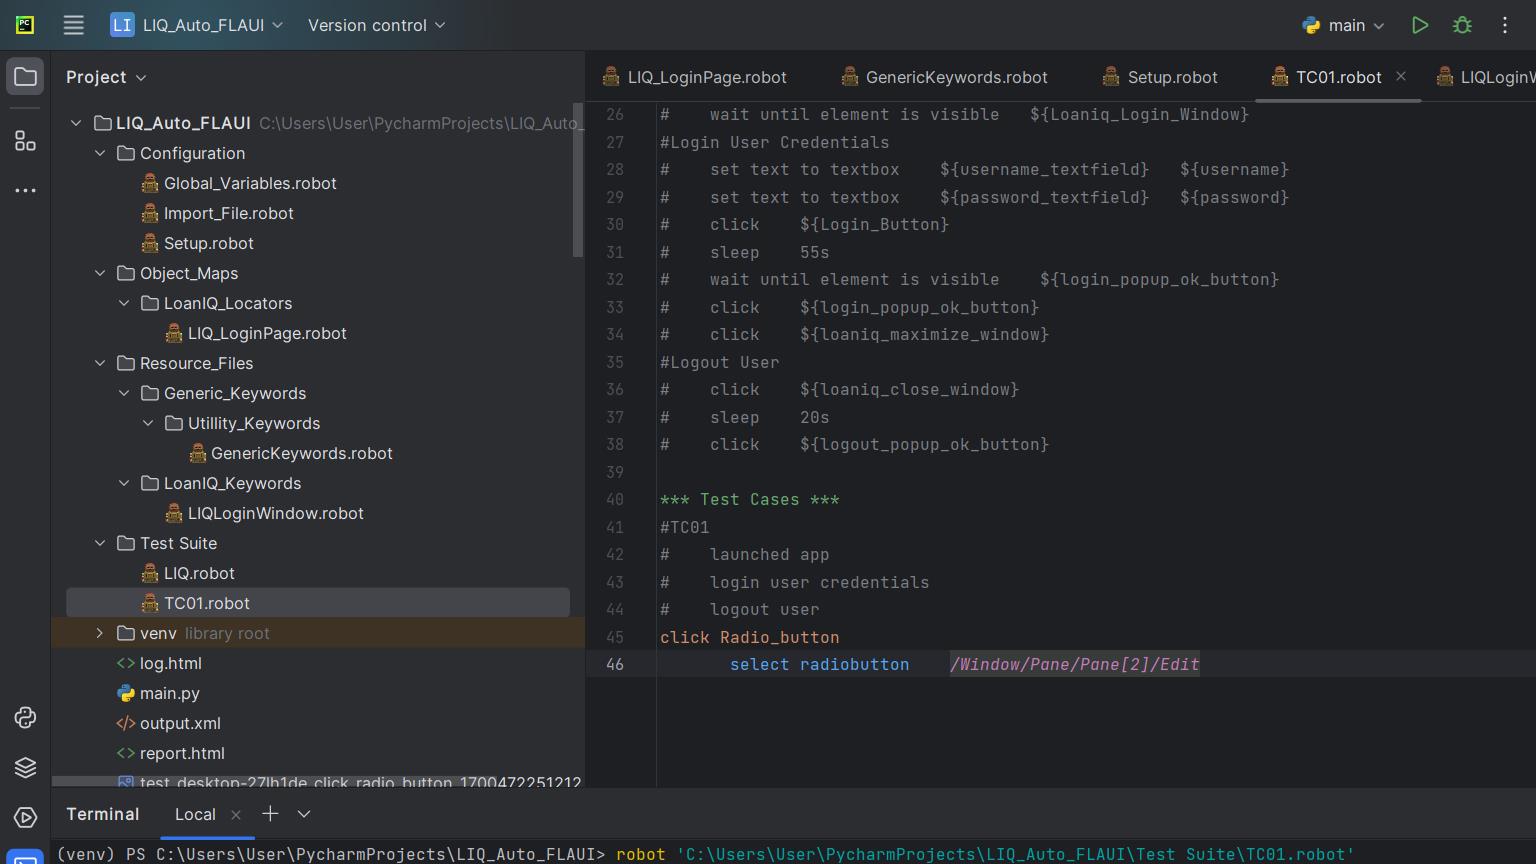 PC
LI LIQ_Auto_FLAUI Version control main
Project
LIQ_Auto_FLAUI C:\Users\User\PycharmProjects\LIQ_Auto_
Configuration
Global_Variables.robot
Import_File.robot
Setup.robot
Object_Maps
LoanIQ_Locators
LIQ_LoginPage.robot
Resource_Files
Generic_Keywords
Utillity_Keywords
GenericKeywords.robot
LoanIQ_Keywords
LIQLoginWindow.robot
Test Suite
LIQ.robot
TC01.robot
venv library root
log.html
main.py
output.xml
report.html
test_desktop-27lh1de_click_radio_button_1700472251212
LIQ_LoginPage.robot GenericKeywords.robot Setup.robot TC01.robot LIQLoginW
26 # wait until element is visible ${Loaniq_Login_Window}
27 #Login User Credentials
28 # set text to textbox ${username_textfield} ${username}
29 # set text to textbox ${password_textfield} ${password}
30 # click ${Login_Button}
31 # sleep 55s
32 # wait until element is visible ${login_popup_ok_button}
33 # click ${login_popup_ok_button}
34 # click ${loaniq_maximize_window}
35 #Logout User
36 # click ${loaniq_close_window}
37 # sleep 20s
38 # click ${logout_popup_ok_button}
39
40 *** Test Cases ***
41 #TC01
42 # launched app
43 # login user credentials
44 # logout user
45 click Radio_button
46 select radiobutton /Window/Pane/Pane[2]/Edit
Terminal Local
(venv) PS C:\Users\User\PycharmProjects\LIQ_Auto_FLAUI> robot 'C:\Users\User\PycharmProjects\LIQ_Auto_FLAUI\Test Suite\TC01.robot'